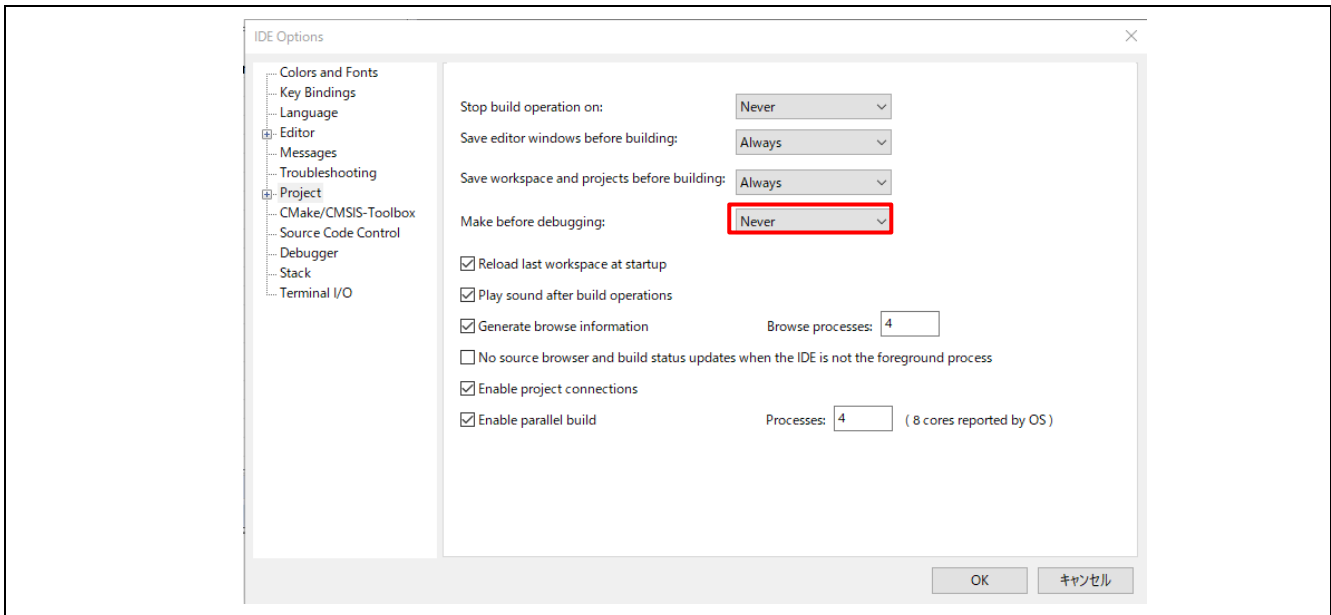 IDE Options
Colors and Fonts
Key Bindings
Language
Editor
Messages
Troubleshooting
Project
CMake/CMSIS-Toolbox
Source Code Control
Debugger
Stack
Terminal I/O
Stop build operation on: Never
Save editor windows before building: Always
Save workspace and projects before building: Always
Make before debugging: Never
Reload last workspace at startup
Play sound after build operations
Generate browse information Browse processes: 4
No source browser and build status updates when the IDE is not the foreground process
Enable project connections
Enable parallel build Processes: 4 ( 8 cores reported by OS )
OK キャンセル